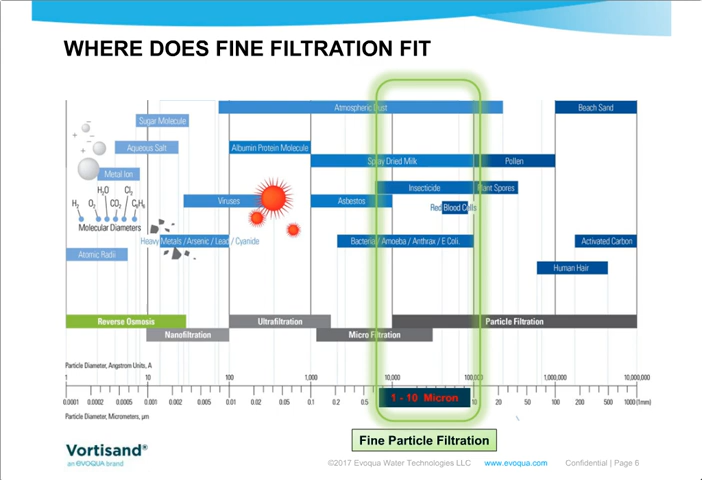 WHERE DOES FINE FILTRATION FIT
Atmospheric Dust
Beach Sand
Sugar Molecule
Aqueous Salt
Albumin Protein Molecule
Spray Dried Milk
Pollen
Metal Ion
Insecticide
Plant Spores
H₂ O₂ H₂O CO₂ Cl₂ C₆H₆
Viruses
Asbestos
Red Blood Cells
Molecular Diameters
Heavy Metals / Arsenic / Lead / Cyanide
Bacteria / Amoeba / Anthrax / E Coli.
Activated Carbon
Atomic Radii
Human Hair
Reverse Osmosis
Ultrafiltration
Particle Filtration
Nanofiltration
Micro Filtration
Particle Diameter, Angstrom Units, A
1 10 100 1,000 10,000 100, 1,000,000 10,000,000
0.0001 0.0002 0.0005 0.001 0.002 0.005 0.01 0.02 0.05 0.1 0.2 0.5 10 20 50 100 200 500 1000 (1mm)
1 - 10 Micron
Particle Diameter, Micrometers, µm
Fine Particle Filtration
Vortisand®
an evoqua brand
©2017 Evoqua Water Technologies LLC www.evoqua.com Confidential | Page 6